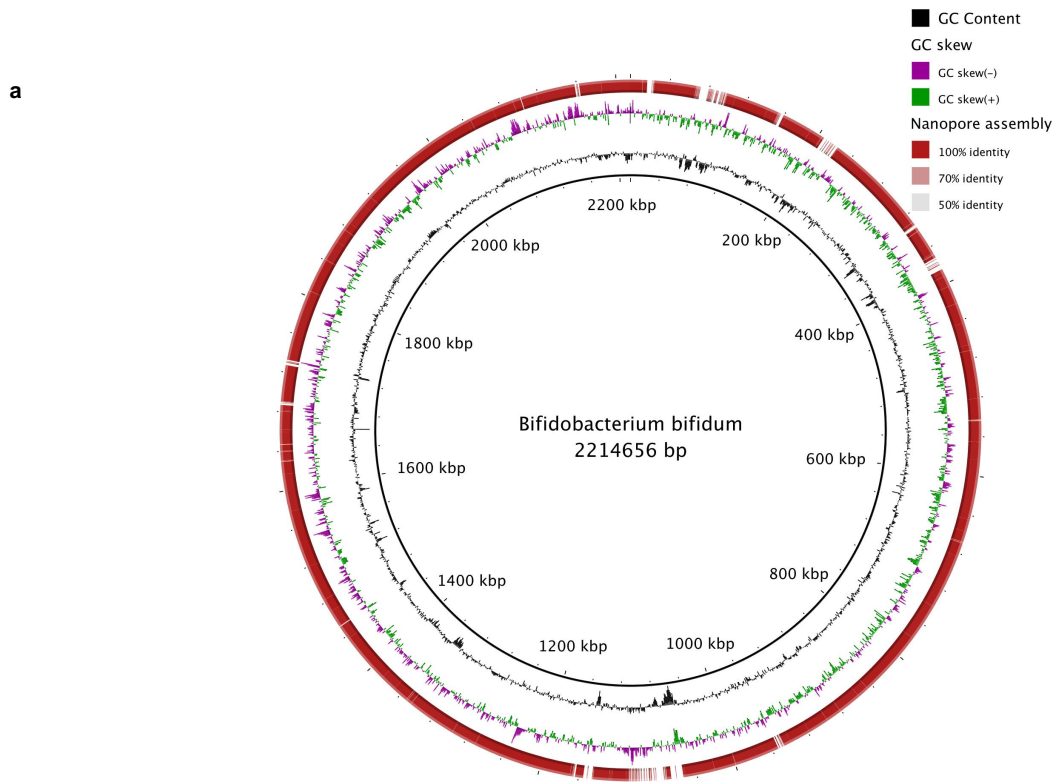 a
GC Content
GC skew
GC skew(-)
GC skew(+)
Nanopore assembly
100% identity
70% identity
50% identity
2200 kbp
200 kbp
400 kbp
600 kbp
800 kbp
1000 kbp
1200 kbp
1400 kbp
1600 kbp
1800 kbp
2000 kbp
Bifidobacterium bifidum
2214656 bp